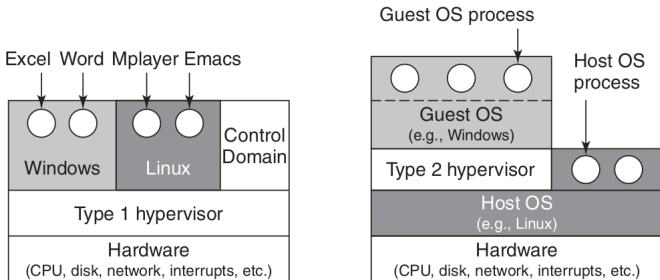 Excel Word Mplayer Emacs
Windows
Linux
Control
Domain
Type 1 hypervisor
Hardware
(CPU, disk, network, interrupts, etc.)
Guest OS process
Host OS
process
Guest OS
(e.g., Windows)
Type 2 hypervisor
Host OS
(e.g., Linux)
Hardware
(CPU, disk, network, interrupts, etc.)